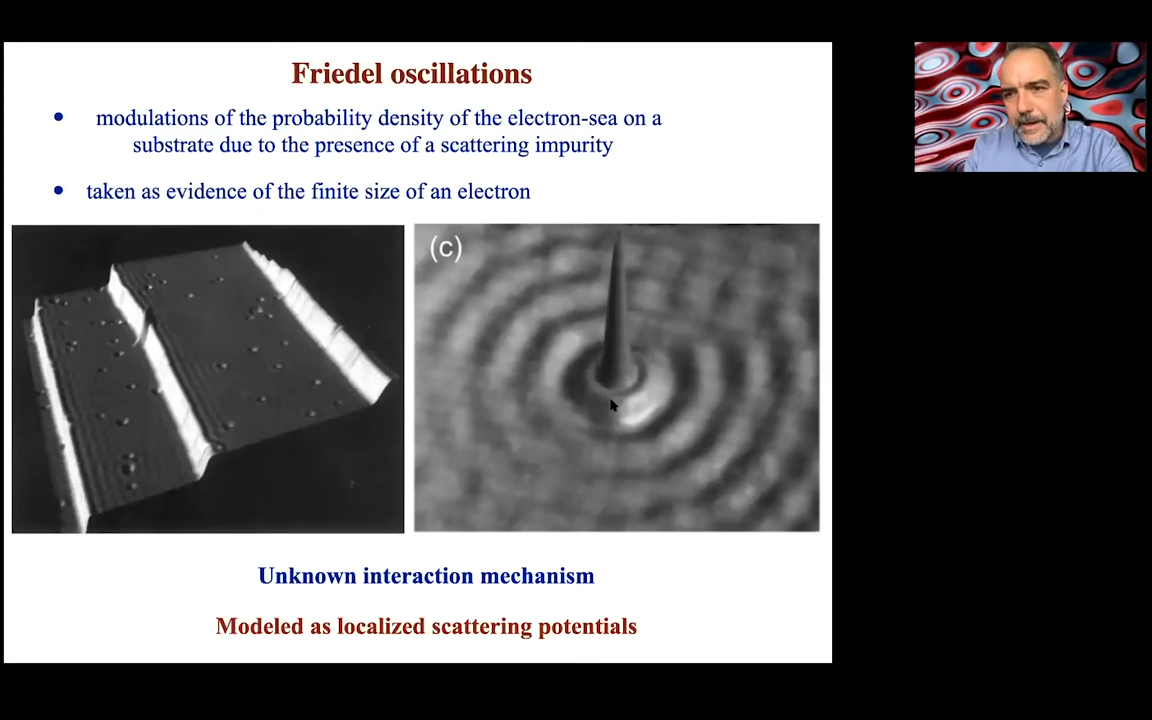 Friedel oscillations
• modulations of the probability density of the electron-sea on a
substrate due to the presence of a scattering impurity
• taken as evidence of the finite size of an electron
(c)
Unknown interaction mechanism
Modeled as localized scattering potentials